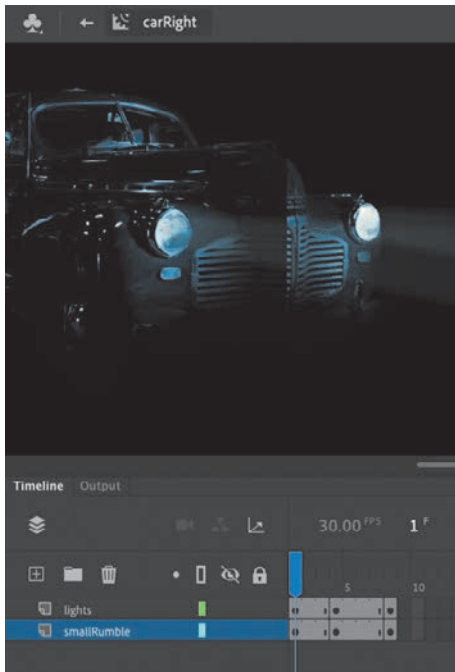 carRight
Timeline Output
30.00 FPS 1 F
5 10
lights
smallRumble